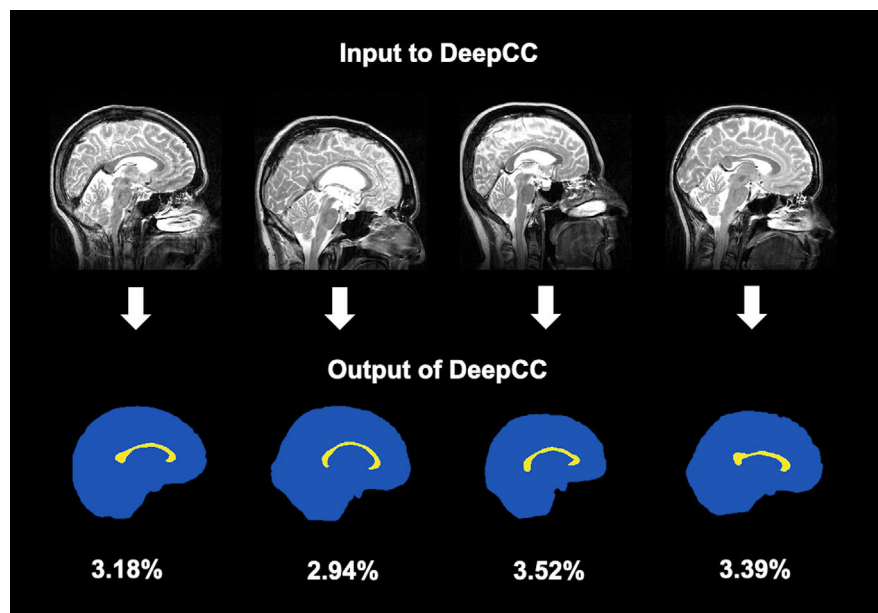 Input to DeepCC
Output of DeepCC
3.18% 2.94% 3.52% 3.39%